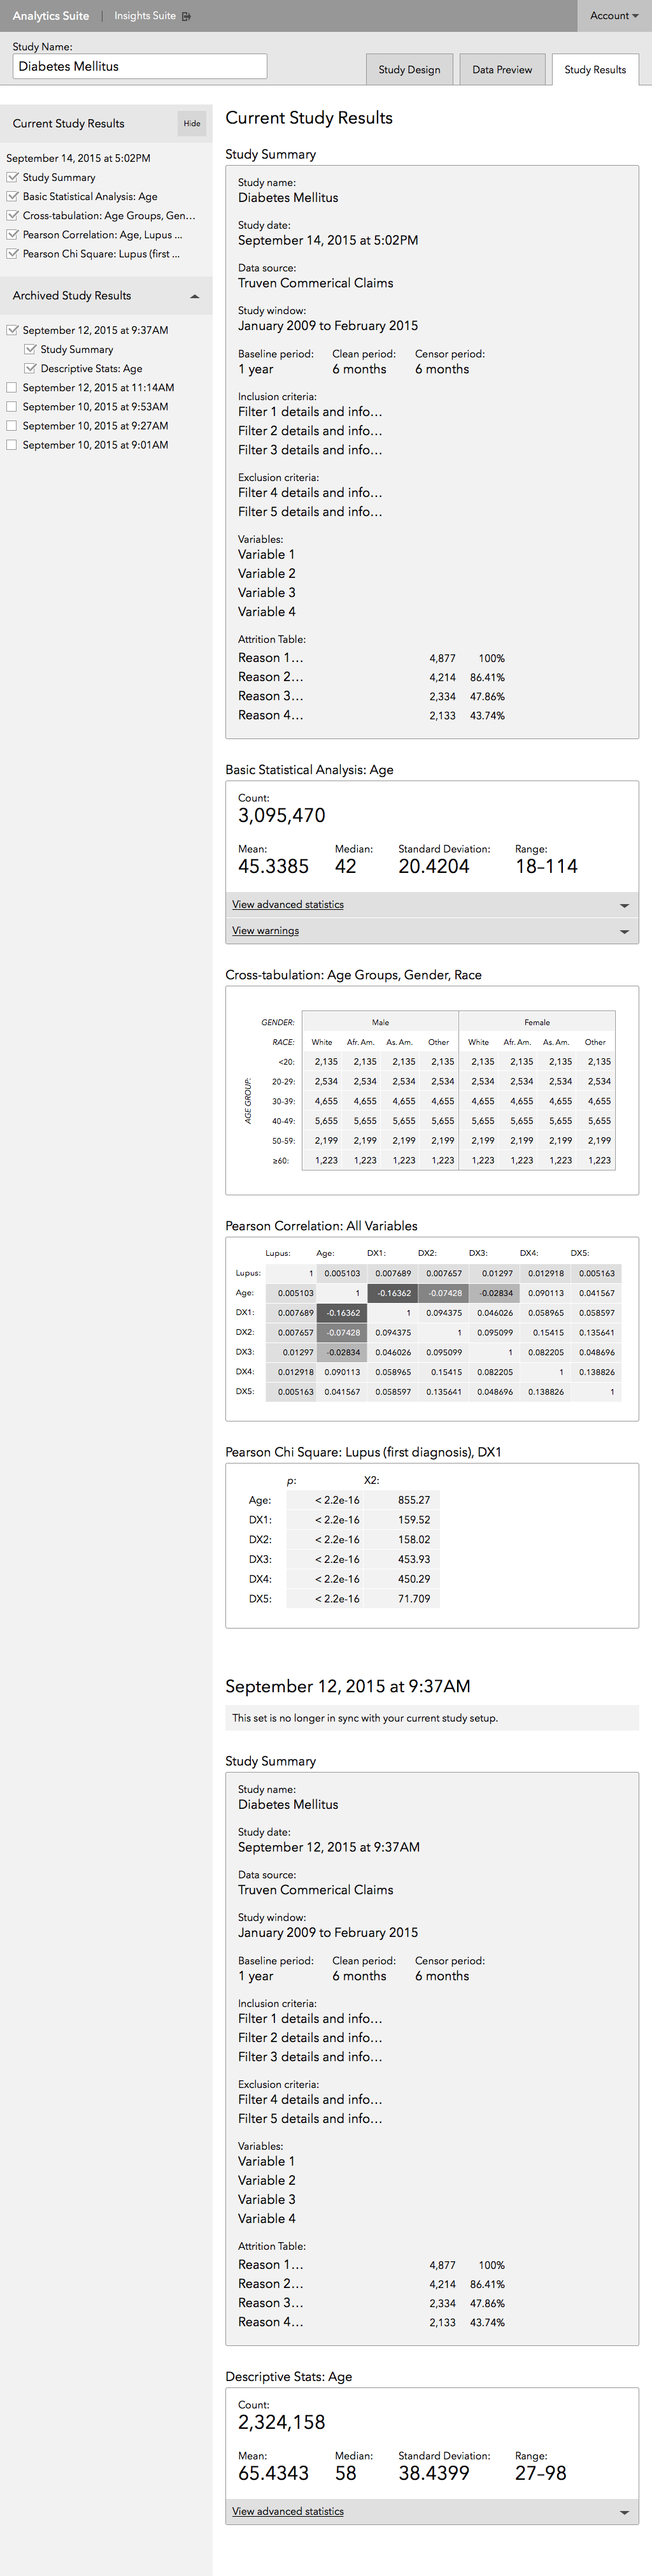 Analytics Suite | Insights Suite Account
Study Name:
Diabetes Mellitus
Study Design Data Preview Study Results
Current Study Results Hide
September 14, 2015 at 5:02PM
Study Summary
Basic Statistical Analysis: Age
Cross-tabulation: Age Groups, Gen...
Pearson Correlation: Age, Lupus ...
Pearson Chi Square: Lupus (first ...
Archived Study Results
September 12, 2015 at 9:37AM
Study Summary
Descriptive Stats: Age
September 12, 2015 at 11:14AM
September 10, 2015 at 9:53AM
September 10, 2015 at 9:27AM
September 10, 2015 at 9:01AM
Current Study Results
Study Summary
Study name:
Diabetes Mellitus
Study date:
September 14, 2015 at 5:02PM
Data source:
Truven Commerical Claims
Study window:
January 2009 to February 2015
Baseline period: Clean period: Censor period:
1 year 6 months 6 months
Inclusion criteria:
Filter 1 details and info...
Filter 2 details and info...
Filter 3 details and info...
Exclusion criteria:
Filter 4 details and info...
Filter 5 details and info...
Variables:
Variable 1
Variable 2
Variable 3
Variable 4
Attrition Table:
Reason 1... 4,877 100%
Reason 2... 4,214 86.41%
Reason 3... 2,334 47.86%
Reason 4... 2,133 43.74%
Basic Statistical Analysis: Age
Count:
3,095,470
Mean: Median: Standard Deviation: Range:
45.3385 42 20.4204 18–114
View advanced statistics
View warnings
Cross-tabulation: Age Groups, Gender, Race
GENDER: Male Female
RACE: White Afr. Am. As. Am. Other White Afr. Am. As. Am. Other
AGE GROUP:
<20: 2,135 2,135 2,135 2,135 2,135 2,135 2,135 2,135
20-29: 2,534 2,534 2,534 2,534 2,534 2,534 2,534 2,534
30-39: 4,655 4,655 4,655 4,655 4,655 4,655 4,655 4,655
40-49: 5,655 5,655 5,655 5,655 5,655 5,655 5,655 5,655
50-59: 2,199 2,199 2,199 2,199 2,199 2,199 2,199 2,199
≥60: 1,223 1,223 1,223 1,223 1,223 1,223 1,223 1,223
Pearson Correlation: All Variables
Lupus: Age: DX1: DX2: DX3: DX4: DX5:
Lupus: 1 0.005103 0.007689 0.007657 0.01297 0.012918 0.005163
Age: 0.005103 1 -0.16362 -0.07428 -0.02834 0.090113 0.041567
DX1: 0.007689 -0.16362 1 0.094375 0.046026 0.058965 0.058597
DX2: 0.007657 -0.07428 0.094375 1 0.095099 0.15415 0.135641
DX3: 0.01297 -0.02834 0.046026 0.095099 1 0.082205 0.048696
DX4: 0.012918 0.090113 0.058965 0.15415 0.082205 1 0.138826
DX5: 0.005163 0.041567 0.058597 0.135641 0.048696 0.138826 1
Pearson Chi Square: Lupus (first diagnosis), DX1
p: X2:
Age: < 2.2e-16 855.27
DX1: < 2.2e-16 159.52
DX2: < 2.2e-16 158.02
DX3: < 2.2e-16 453.93
DX4: < 2.2e-16 450.29
DX5: < 2.2e-16 71.709
September 12, 2015 at 9:37AM
This set is no longer in sync with your current study setup.
Study Summary
Study name:
Diabetes Mellitus
Study date:
September 12, 2015 at 9:37AM
Data source:
Truven Commerical Claims
Study window:
January 2009 to February 2015
Baseline period: Clean period: Censor period:
1 year 6 months 6 months
Inclusion criteria:
Filter 1 details and info...
Filter 2 details and info...
Filter 3 details and info...
Exclusion criteria:
Filter 4 details and info...
Filter 5 details and info...
Variables:
Variable 1
Variable 2
Variable 3
Variable 4
Attrition Table:
Reason 1... 4,877 100%
Reason 2... 4,214 86.41%
Reason 3... 2,334 47.86%
Reason 4... 2,133 43.74%
Descriptive Stats: Age
Count:
2,324,158
Mean: Median: Standard Deviation: Range:
65.4343 58 38.4399 27–98
View advanced statistics